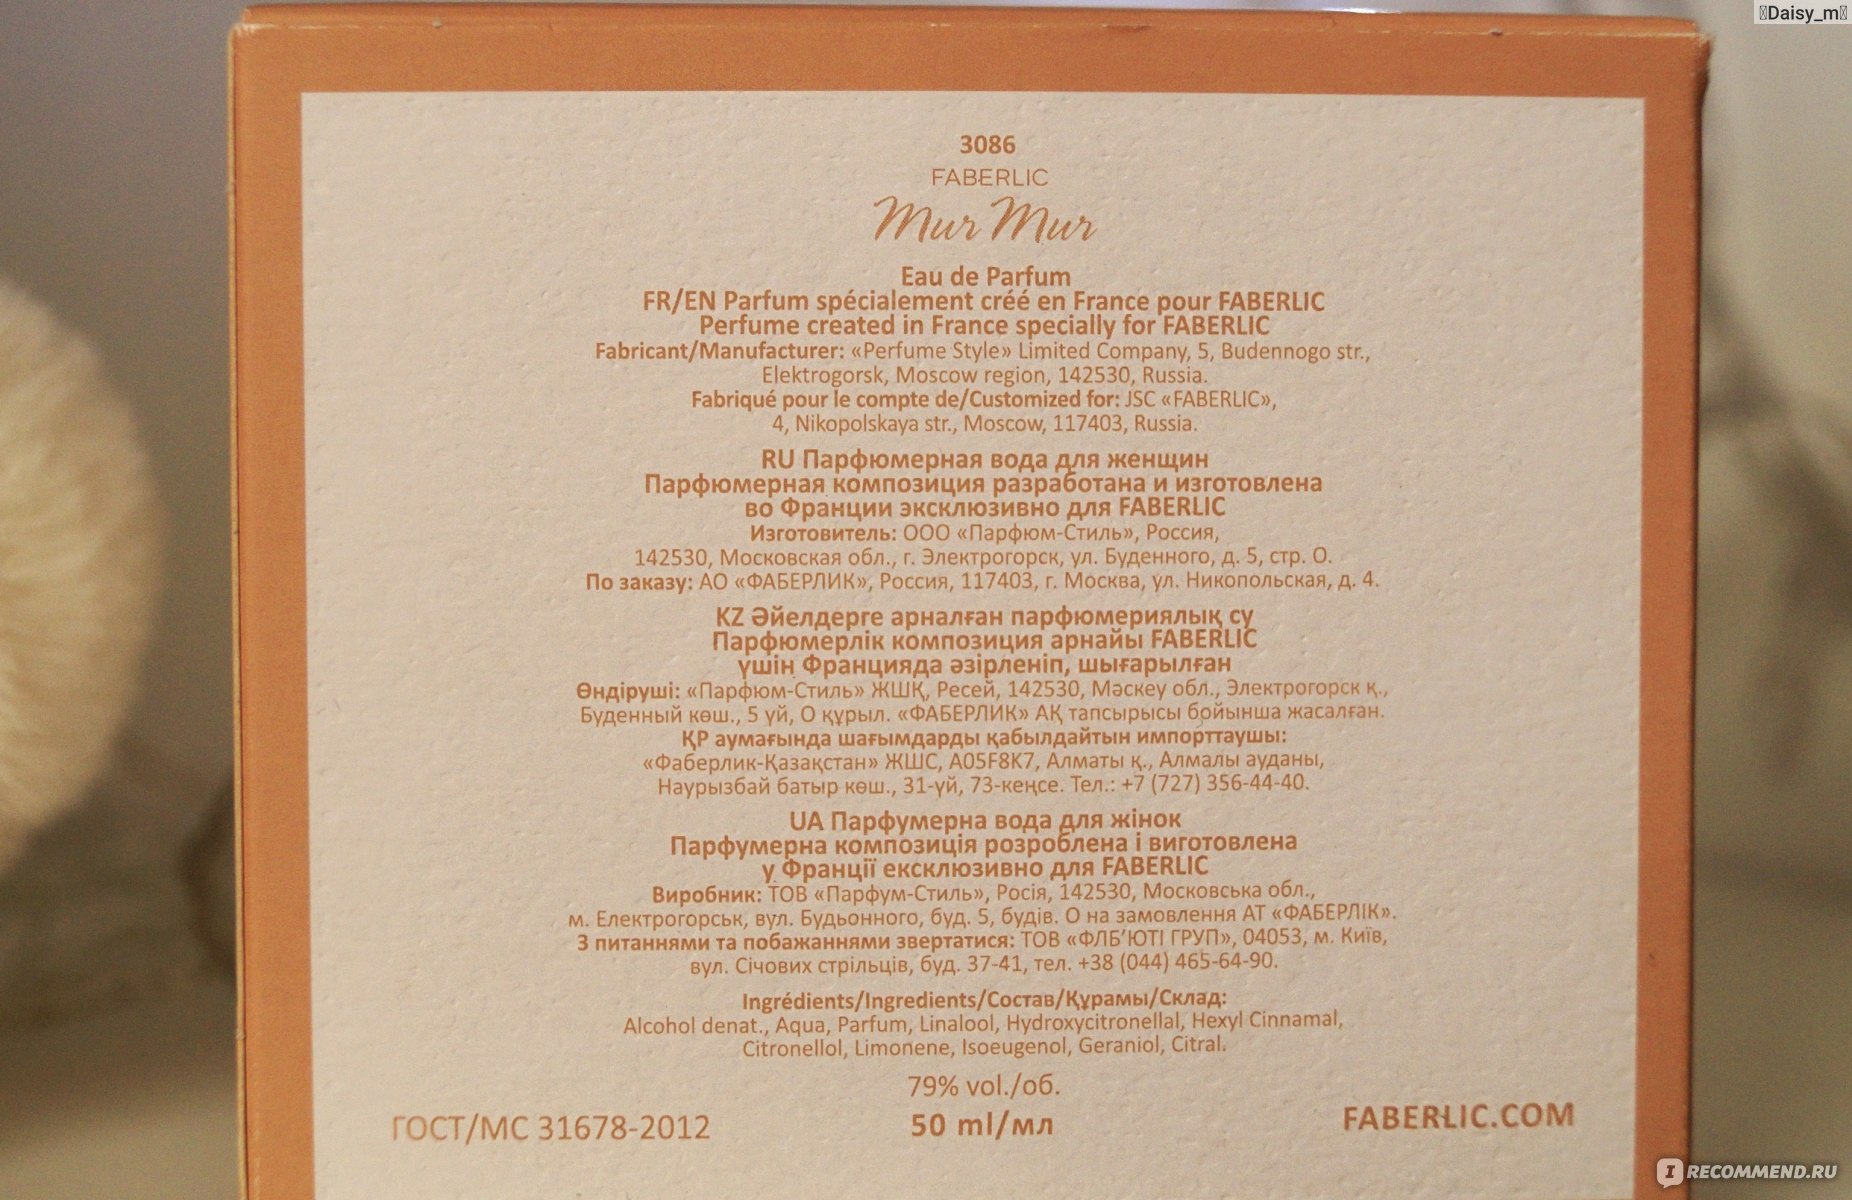 Daisy_m
3086
FABERLIC
Mur Mur
Eau de Parfum
FR/EN Parfum spécialement créé en France pour FABERLIC
Perfume created in France specially for FABERLIC
Fabricant/Manufacturer: «Perfume Style» Limited Company, 5, Budennogo str.,
Elektrogorsk, Moscow region, 142530, Russia.
Fabriqué pour le compte de/Customized for: JSC «FABERLIC»,
4, Nikopolskaya str., Moscow, 117403, Russia.
RU Парфюмерная вода для женщин
Парфюмерная композиция разработана и изготовлена
во Франции эксклюзивно для FABERLIC
Изготовитель: ООО «Парфюм-Стиль», Россия,
142530, Московская обл., г. Электрогорск, ул. Буденного, д. 5, стр. О.
По заказу: АО «ФАБЕРЛИК», Россия, 117403, г. Москва, ул. Никопольская, д. 4.
KZ Әйелдерге арналған парфюмериялық су
Парфюмерлік композиция арнайы FABERLIC
үшін Францияда әзірленіп, шығарылған
Өндіруші: «Парфюм-Стиль» ЖШҚ, Ресей, 142530, Мәскеу обл., Электрогорск қ.,
Буденный көш., 5 үй, О құрыл. «ФАБЕРЛИК» АҚ тапсырысы бойынша жасалған.
ҚР аумағында шағымдарды қабылдайтын импорттаушы:
«Фаберлик-Қазақстан» ЖШС, A05F8K7, Алматы қ., Алмалы ауданы,
Наурызбай батыр көш., 31-үй, 73-кеңсе. Тел.: +7 (727) 356-44-40.
UA Парфумерна вода для жінок
Парфумерна композиція розроблена і виготовлена
у Франції ексклюзивно для FABERLIC
Виробник: ТОВ «Парфум-Стиль», Росія, 142530, Московська обл.,
м. Електрогорськ, вул. Будьонного, буд. 5, будів. О на замовлення АТ «ФАБЕРЛІК».
З питаннями та побажаннями звертатися: ТОВ «ФЛБ’ЮТІ ГРУП», 04053, м. Київ,
вул. Січових стрільців, буд. 37-41, тел. +38 (044) 465-64-90.
Ingrédients/Ingredients/Состав/Құрамы/Склад:
Alcohol denat., Aqua, Parfum, Linalool, Hydroxycitronellal, Hexyl Cinnamal,
Citronellol, Limonene, Isoeugenol, Geraniol, Citral.
79% vol./об.
ГОСТ/МС 31678-2012
50 ml/мл
FABERLIC.COM
IRECOMMEND.RU